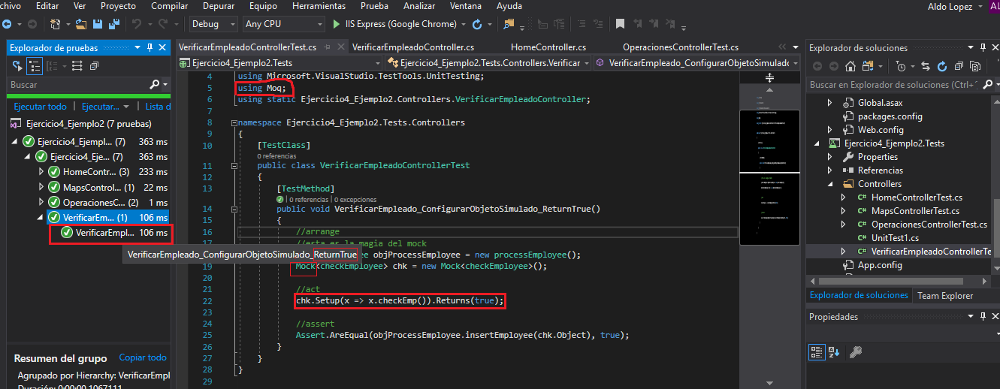 rchivo Editar Ver Proyecto Compilar Depurar Equipo Herramientas Prueba Analizar Ventana Ayuda Aldo Lopez AL
Debug Any CPU IIS Express (Google Chrome)
Explorador de pruebas
Buscar
Ejecutar todo Ejecutar... Lista d
Ejercicio4_Ejemplo2 (7 pruebas)
Ejercicio4_Ejempl... (7) 363 ms
Ejercicio4_Eje... (7) 363 ms
HomeContr... (3) 233 ms
MapsControl... (1) 22 ms
OperacionesC... (2) 1 ms
VerificarEm... (1) 106 ms
VerificarEmpl... 106 ms
VerificarEmpleado_ConfigurarObjetoSimulado_ReturnTrue
Resumen del grupo Copiar todo
Agrupado por Hierarchy: VerificarEmpl
Duración: 0:00:00.1067111
VerificarEmpleadoControllerTest.cs VerificarEmpleadoController.cs HomeController.cs OperacionesControllerTest.cs
Ejercicio4_Ejemplo2.Tests Ejercicio4_Ejemplo2.Tests.Controllers.Verificar VerificarEmpleado_ConfigurarObjetoSimulado_
4 using Microsoft.VisualStudio.TestTools.UnitTesting;
5 using Moq;
6 using static Ejercicio4_Ejemplo2.Controllers.VerificarEmpleadoController;
7
8 namespace Ejercicio4_Ejemplo2.Tests.Controllers
9 {
10 [TestClass]
0 referencias
11 public class VerificarEmpleadoControllerTest
12 {
13 [TestMethod]
| 0 referencias | 0 excepciones
14 public void VerificarEmpleado_ConfigurarObjetoSimulado_ReturnTrue()
15 {
16 //arrange
17 //esta es la magia del mock
ee objProcessEmployee = new processEmployee();
19 Mock<checkEmployee> chk = new Mock<checkEmployee>();
20
21 //act
22 chk.Setup(x => x.checkEmp()).Returns(true);
23
24 //assert
25 Assert.AreEqual(objProcessEmployee.insertEmployee(chk.Object), true);
26 }
27 }
28 }
29
Explorador de soluciones
Buscar en Explorador de soluciones (Ctrl+
Global.asax
packages.config
Web.config
Ejercicio4_Ejemplo2.Tests
Properties
Referencias
Controllers
C# HomeControllerTest.cs
C# MapsControllerTest.cs
C# OperacionesControllerTest.cs
C# UnitTest1.cs
C# VerificarEmpleadoControllerTe
App.config
Explorador de soluciones Team Explorer
Propiedades